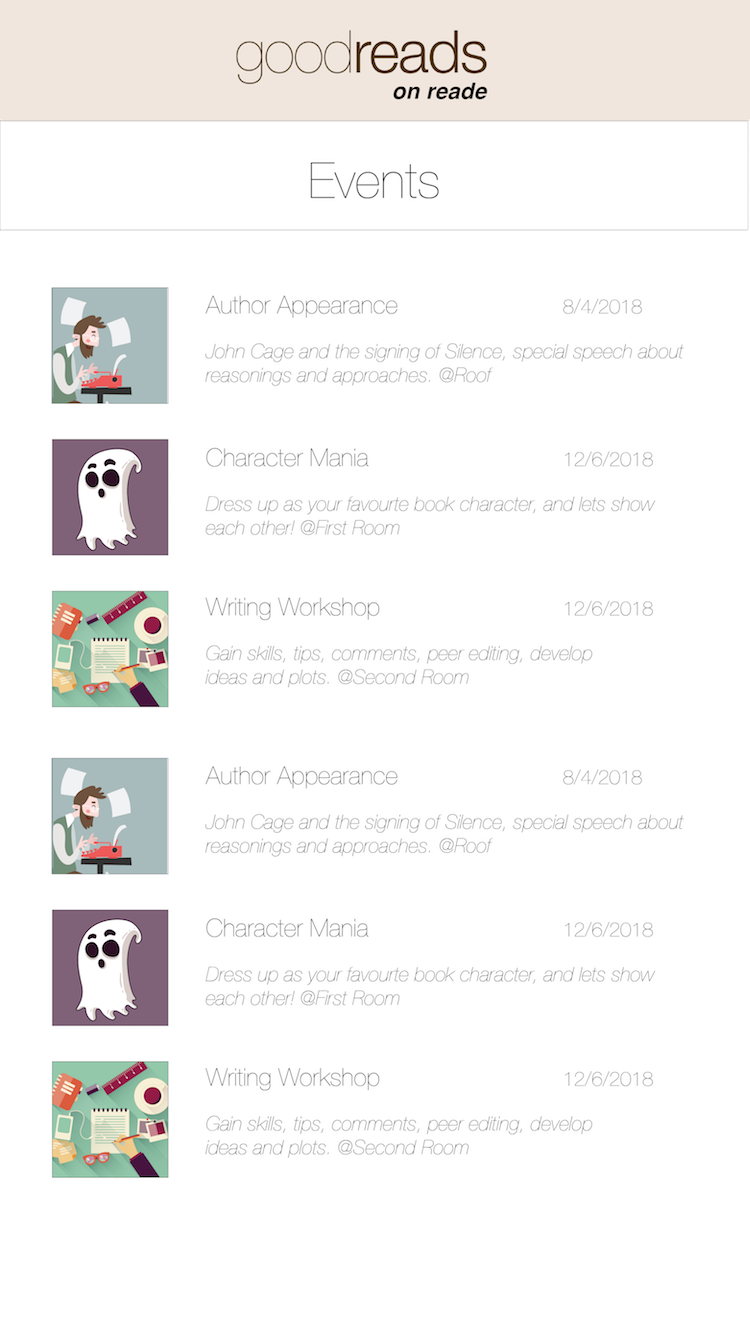 goodreads
on reade
Events
Author Appearance 8/4/2018
John Cage and the signing of Silence, special speech about
reasonings and approaches. @Roof
Character Mania 12/6/2018
Dress up as your favourte book character, and lets show
each other! @First Room
Writing Workshop 12/6/2018
Gain skills, tips, comments, peer editing, develop
ideas and plots. @Second Room
Author Appearance 8/4/2018
John Cage and the signing of Silence, special speech about
reasonings and approaches. @Roof
Character Mania 12/6/2018
Dress up as your favourte book character, and lets show
each other! @First Room
Writing Workshop 12/6/2018
Gain skills, tips, comments, peer editing, develop
ideas and plots. @Second Room